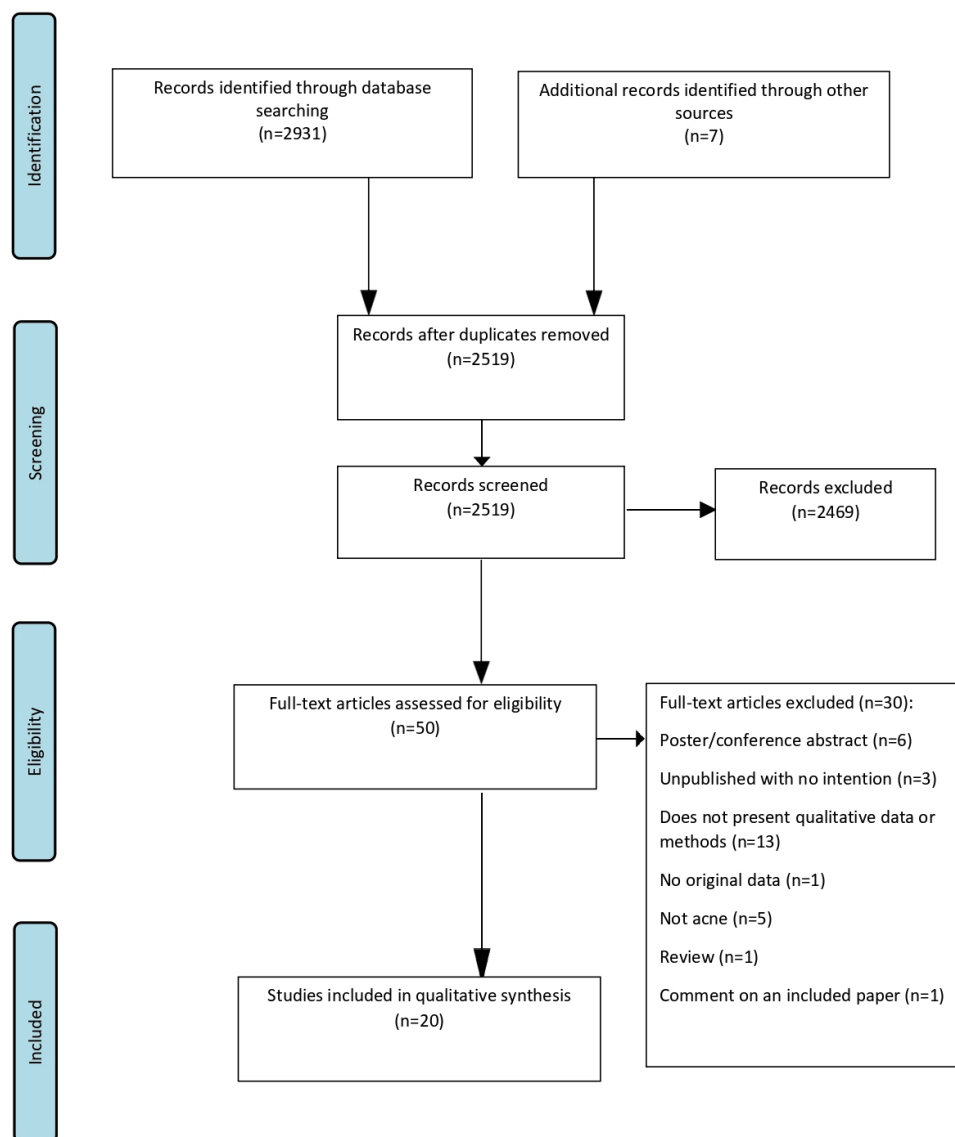 Identification
Records identified through database
searching
(n=2931)
Additional records identified through other
sources
(n=7)
Screening
Records after duplicates removed
(n=2519)
Records screened
(n=2519)
Records excluded
(n=2469)
Eligibility
Full-text articles assessed for eligibility
(n=50)
Full-text articles excluded (n=30):
Poster/conference abstract (n=6)
Unpublished with no intention (n=3)
Does not present qualitative data or
methods (n=13)
No original data (n=1)
Not acne (n=5)
Review (n=1)
Comment on an included paper (n=1)
Included
Studies included in qualitative synthesis
(n=20)